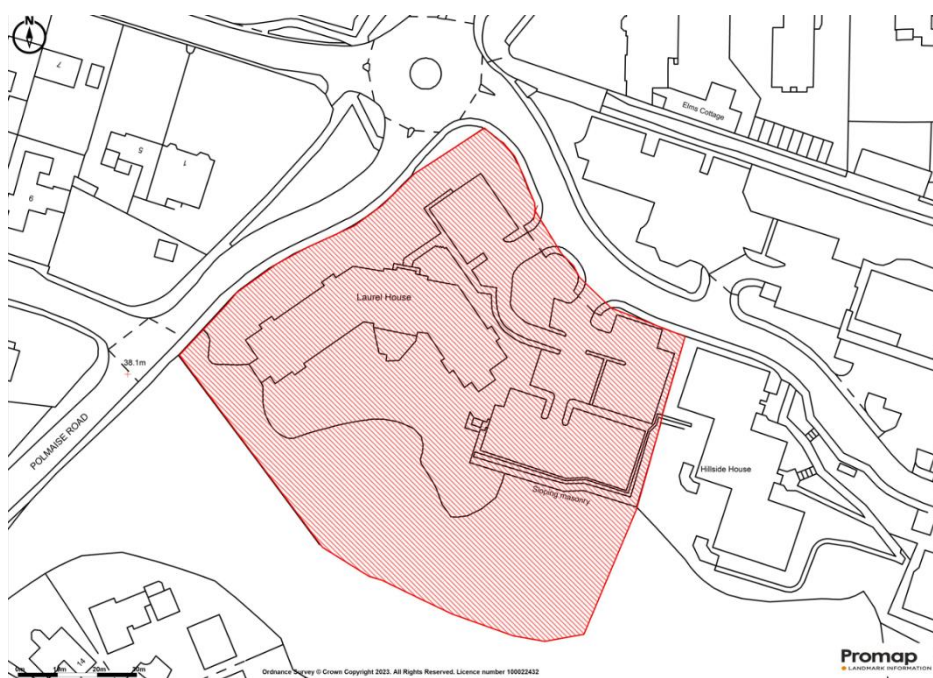 N
7
Elms Cottage
5
1
9
Laurel House
38.1m
POLMAISE ROAD
Hillside House
Sloping masonry
14
0m 10m 20m 30m
Ordnance Survey © Crown Copyright 2023. All Rights Reserved. Licence number 100022432
Promap
LANDMARK INFORMATION